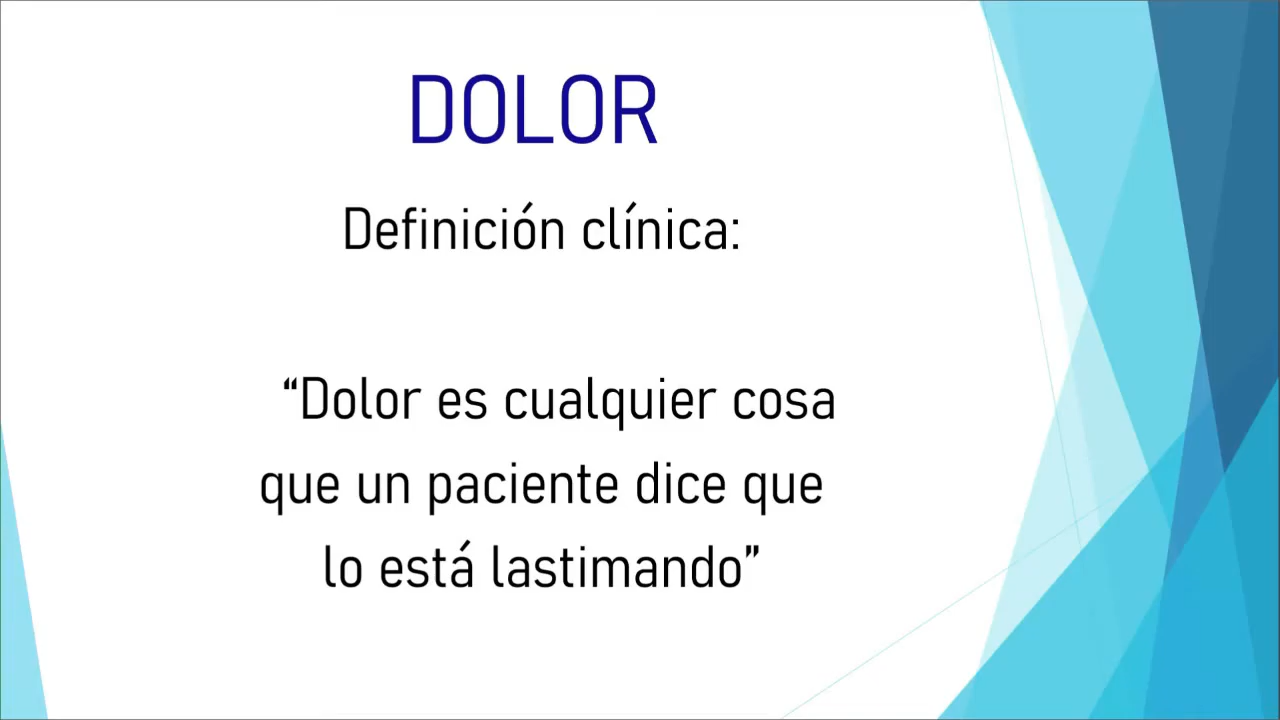 DOLOR
Definición clínica:
“Dolor es cualquier cosa
que un paciente dice que
lo está lastimando”